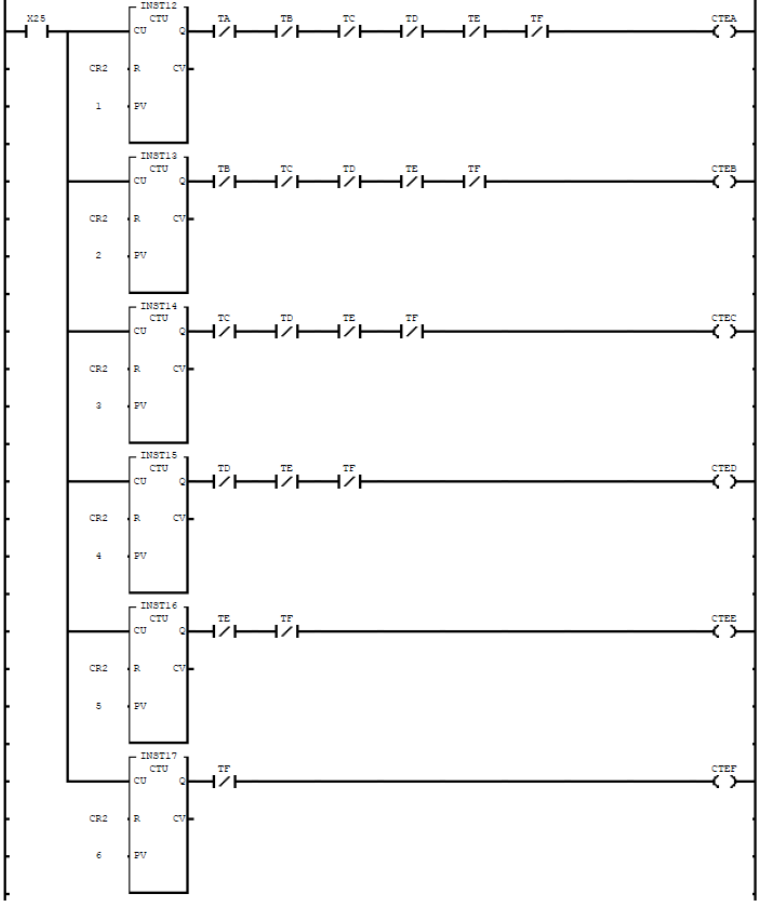 INST12
X25 CTU TA TB TC TD TE TF CTEA
CU Q
CR2 R CV
1 PV
INST13
CTU TB TC TD TE TF CTEB
CU Q
CR2 R CV
2 PV
INST14
CTU TC TD TE TF CTEC
CU Q
CR2 R CV
3 PV
INST15
CTU TD TE TF CTED
CU Q
CR2 R CV
4 PV
INST16
CTU TE TF CTEE
CU Q
CR2 R CV
5 PV
INST17
CTU TF CTEF
CU Q
CR2 R CV
6 PV